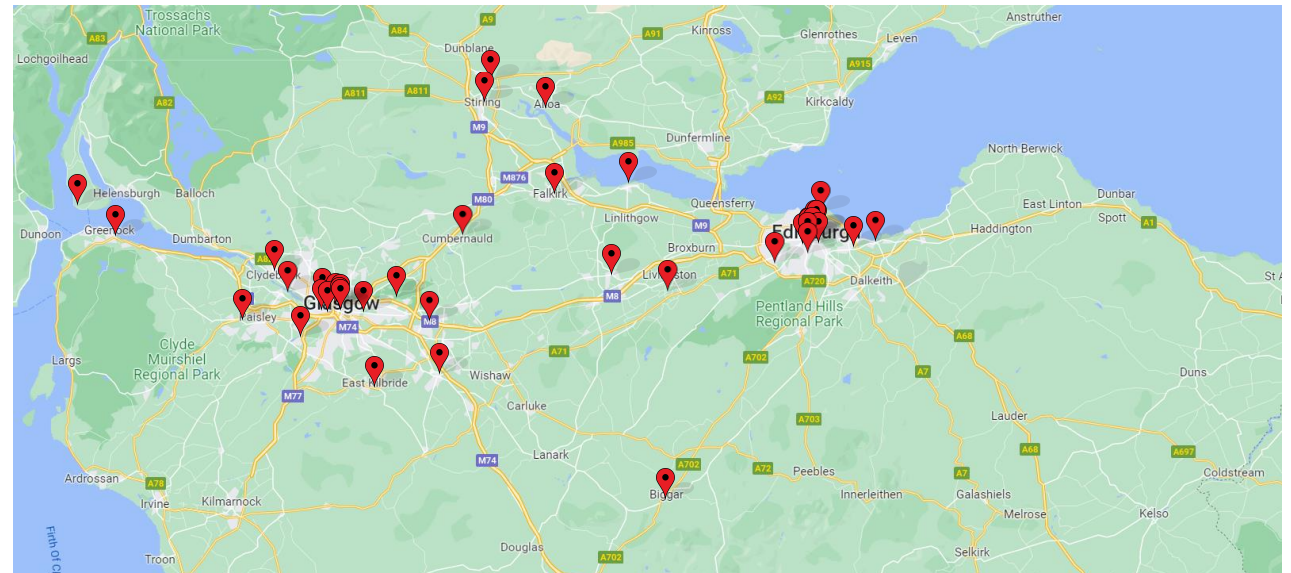 Trossachs
National Park
A9
Anstruther
A83
A84
A91
Kinross
Glenrothes
Leven
Dunblane
Lochgoilhead
A915
A811
A811
A92
Kirkcaldy
A82
Stirling
Alloa
M9
A985
Dunfermline
North Berwick
M876
Helensburgh
Balloch
M80
Falkirk
Queensferry
Dunbar
East Linton
Linlithgow
Spott
A1
Dunoon
Greenock
Dumbarton
Cumbernauld
M9
Edinburgh
Haddington
Broxburn
Clydebank
Livingston
A71
A720
Dalkeith
St A
M8
Glasgow
Pentland Hills
Regional Park
Paisley
M74
M8
A68
Clyde
Muirshiel
Regional Park
A71
A702
Largs
East Kilbride
Wishaw
A7
Duns
M77
Carluke
A703
Lauder
A68
A697
Lanark
M74
A702
A72
Peebles
A7
Coldstream
Ardrossan
A78
Biggar
Innerleithen
Galashiels
Irvine
Kilmarnock
Melrose
Kelso
Firth Of Cl
Troon
Douglas
A702
Selkirk